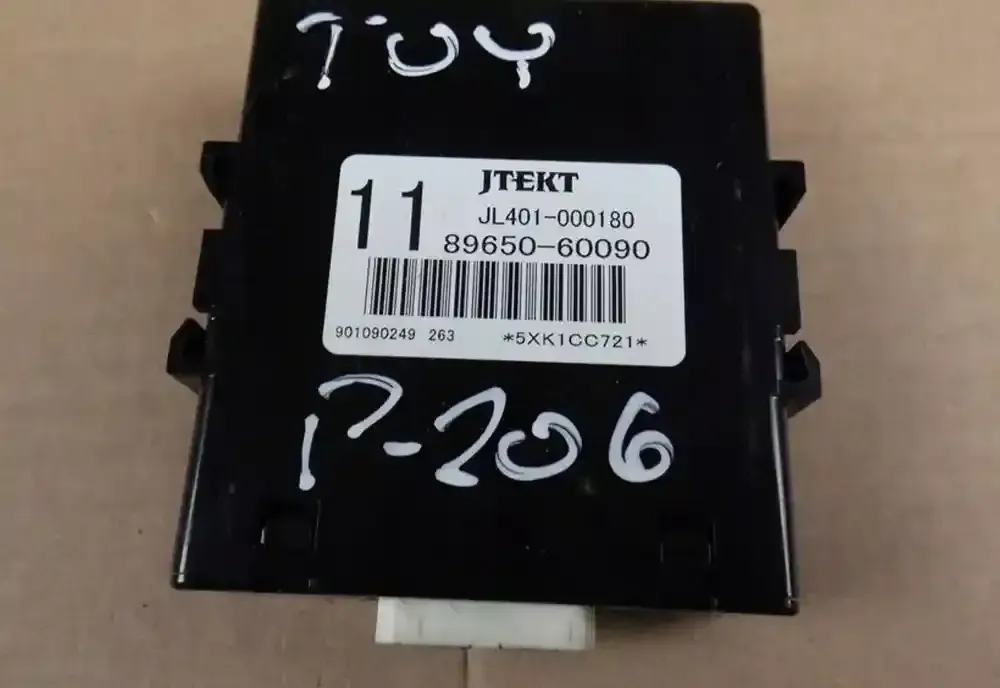 TOY
JTEKT
11
JL401-000180
89650-60090
901090249 263 *5XK1CC721*
P-206